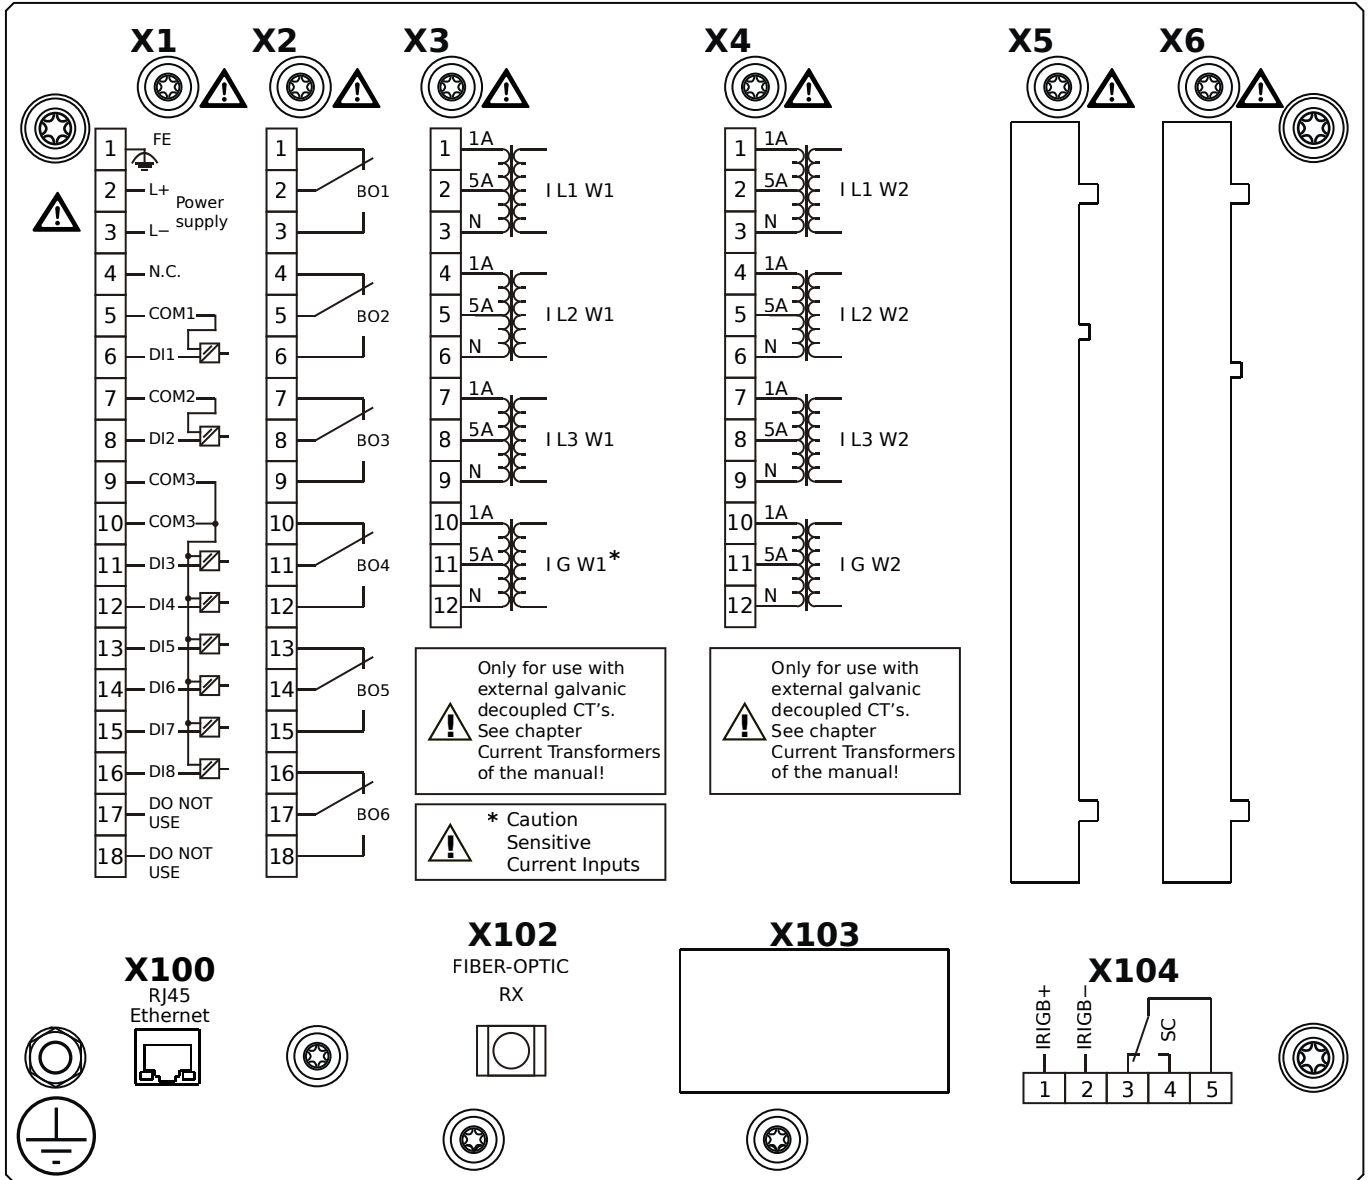 X1
X2
X3
X4
X5
X6
1 FE
2 L+
Power
supply
3 L−
4 N.C.
5 COM1
6 DI1
7 COM2
8 DI2
9 COM3
10 COM3
11 DI3
12 DI4
13 DI5
14 DI6
15 DI7
16 DI8
17 DO NOT
USE
18 DO NOT
USE
1
2 BO1
3
4
5 BO2
6
7
8 BO3
9
10
11 BO4
12
13
14 BO5
15
16
17 BO6
18
1 1A
2 5A I L1 W1
3 N
4 1A
5 5A I L2 W1
6 N
7 1A
8 5A I L3 W1
9 N
10 1A
11 5A I G W1*
12 N
Only for use with
external galvanic
decoupled CT's.
See chapter
Current Transformers
of the manual!
* Caution
Sensitive
Current Inputs
1 1A
2 5A I L1 W2
3 N
4 1A
5 5A I L2 W2
6 N
7 1A
8 5A I L3 W2
9 N
10 1A
11 5A I G W2
12 N
Only for use with
external galvanic
decoupled CT's.
See chapter
Current Transformers
of the manual!
X100
RJ45
Ethernet
X102
FIBER-OPTIC
RX
X103
X104
IRIGB+
IRIGB−
SC
1 2 3 4 5